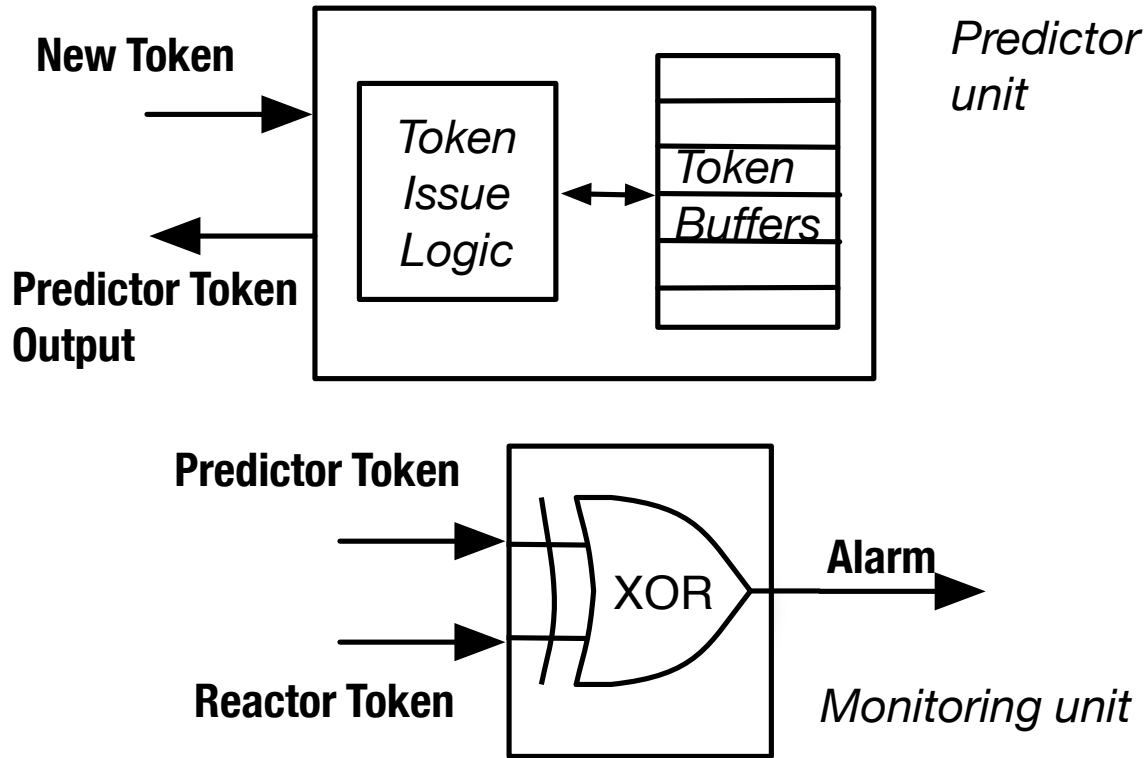 New Token
Predictor
unit
Token
Issue
Logic
Token
Buffers
Predictor Token
Output
Predictor Token
XOR
Alarm
Reactor Token
Monitoring unit